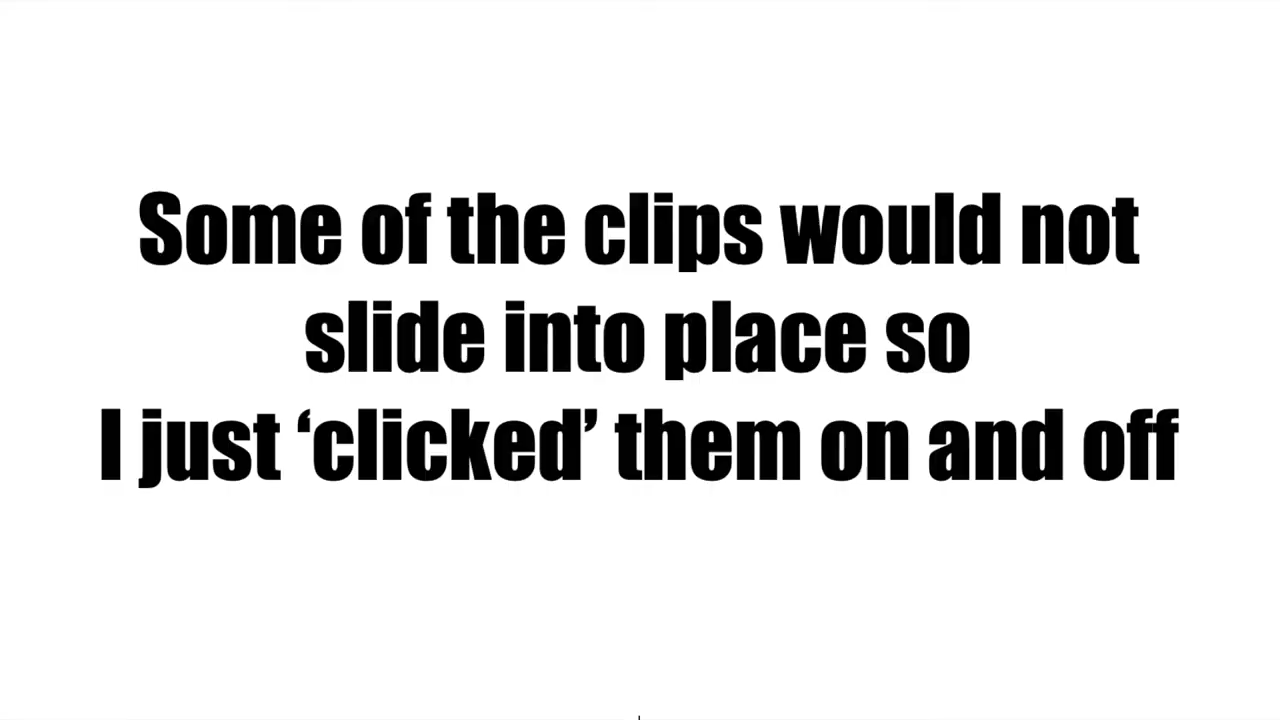 Some of the clips would not
slide into place so
I just ‘clicked’ them on and off